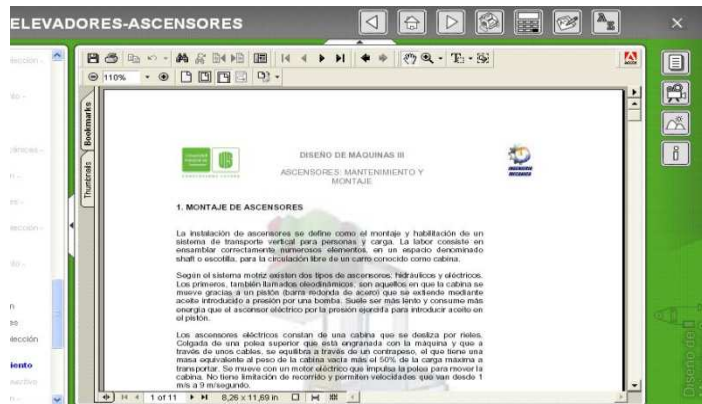 ELEVADORES-ASCENSORES
110%
Bookmarks
Thumbnails
DISEÑO DE MÁQUINAS III
ASCENSORES: MANTENIMIENTO Y
MONTAJE
INGENIERIA
MECANICA
1. MONTAJE DE ASCENSORES
La instalación de ascensores se define como el montaje y habilitación de un
sistema de transporte vertical para personas y carga. La labor consiste en
ensamblar correctamente numerosos elementos, en un espacio denominado
shaft o escotilla, para la circulación libre de un carro conocido como cabina.
Según el sistema motriz existen dos tipos de ascensores: hidráulicos y eléctricos.
Los primeros, también llamados oleodinámicos, son aquellos en que la cabina se
mueve gracias a un pistón (barra redonda de acero) que se extiende mediante
aceite introducido a presión por una bomba. Suele ser más lento y consume más
energía que el ascensor eléctrico por la presión ejercida para introducir aceite en
el pistón.
Los ascensores eléctricos constan de una cabina que se desliza por rieles.
Colgada de una polea superior que está engranada con la máquina y que a
través de unos cables, se equilibra a través de un contrapeso, el que tiene una
masa equivalente al peso de la cabina vacía más el 50% de la carga máxima a
transportar. Se mueve con un motor eléctrico que impulsa la polea para mover la
cabina. No tiene limitación de recorrido y permiten velocidades que van desde 1
m/s a 9 m/segundo.
lección
iento
1 of 11
8,26 x 11,69 in
Diseño de